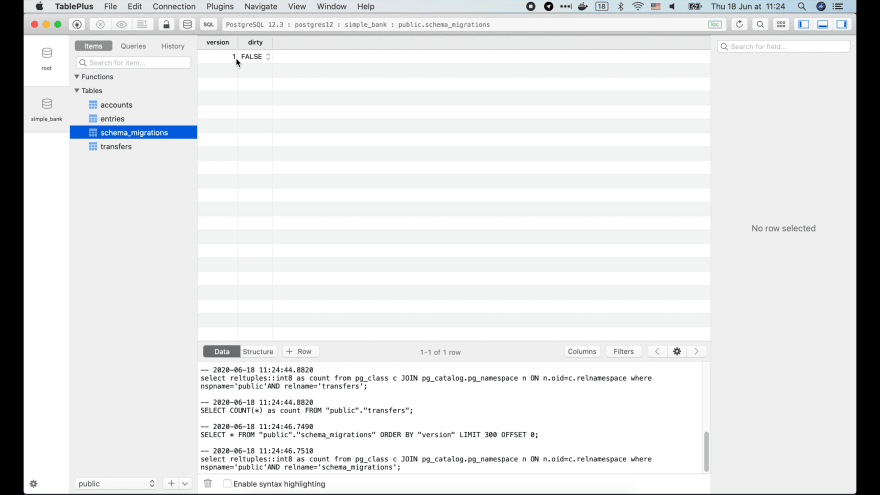 TablePlus File Edit Connection Plugins Navigate View Window Help 18 Thu 18 Jun at 11:24
SQL PostgreSQL 12.3 : postgres12 : simple_bank : public.schema_migrations loc
root
simple_bank
Items Queries History
Search for item...
Functions
Tables
accounts
entries
schema_migrations
transfers
public
version dirty
1 FALSE
Search for field...
No row selected
Data Structure + Row 1-1 of 1 row Columns Filters
-- 2020-06-18 11:24:44.8820
select reltuples::int8 as count from pg_class c JOIN pg_catalog.pg_namespace n ON n.oid=c.relnamespace where
nspname='public'AND relname='transfers';
-- 2020-06-18 11:24:44.8820
SELECT COUNT(*) as count FROM "public"."transfers";
-- 2020-06-18 11:24:46.7490
SELECT * FROM "public"."schema_migrations" ORDER BY "version" LIMIT 300 OFFSET 0;
-- 2020-06-18 11:24:46.7510
select reltuples::int8 as count from pg_class c JOIN pg_catalog.pg_namespace n ON n.oid=c.relnamespace where
nspname='public'AND relname='schema_migrations';
Enable syntax highlighting